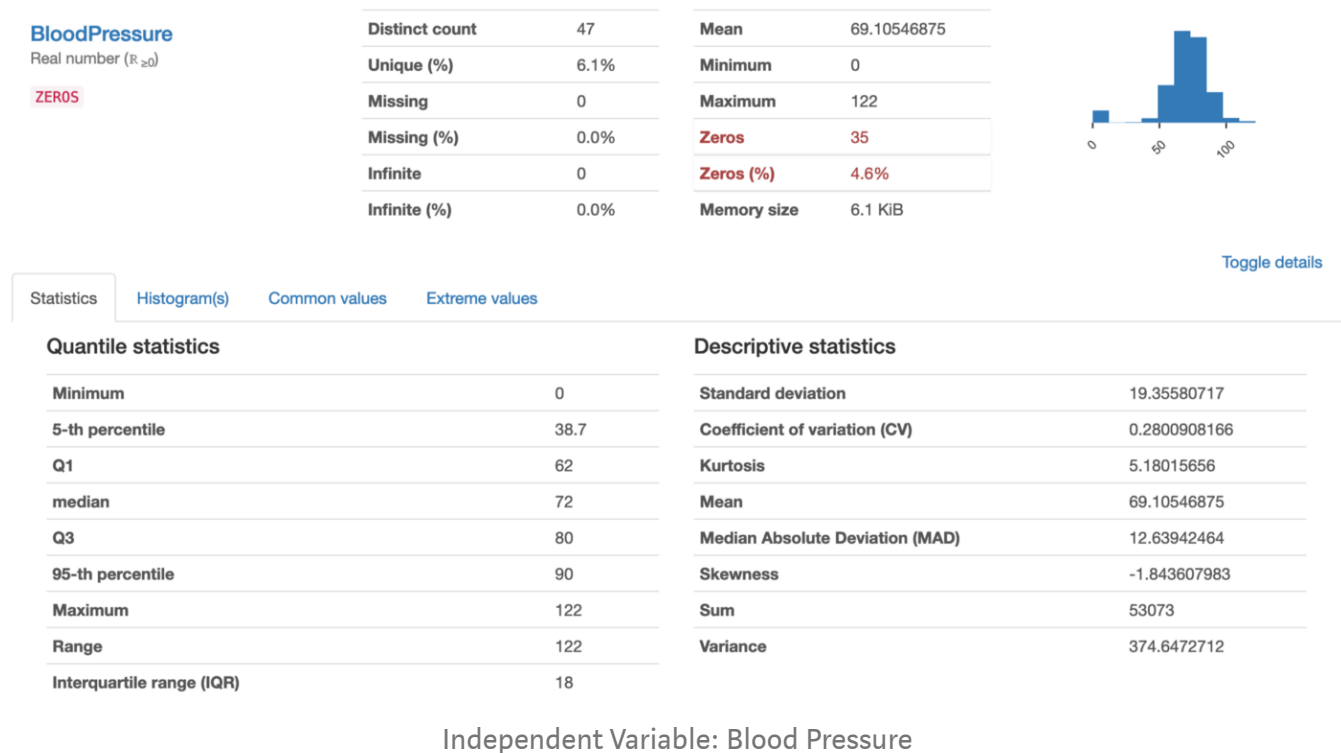 BloodPressure
Real number (ℝ ≥0)
ZEROS
Distinct count 47
Unique (%) 6.1%
Missing 0
Missing (%) 0.0%
Infinite 0
Infinite (%) 0.0%
Mean 69.10546875
Minimum 0
Maximum 122
Zeros 35
Zeros (%) 4.6%
Memory size 6.1 KiB
0 50 100
Toggle details
Statistics Histogram(s) Common values Extreme values
Quantile statistics
Minimum 0
5-th percentile 38.7
Q1 62
median 72
Q3 80
95-th percentile 90
Maximum 122
Range 122
Interquartile range (IQR) 18
Descriptive statistics
Standard deviation 19.35580717
Coefficient of variation (CV) 0.2800908166
Kurtosis 5.18015656
Mean 69.10546875
Median Absolute Deviation (MAD) 12.63942464
Skewness -1.843607983
Sum 53073
Variance 374.6472712
Independent Variable: Blood Pressure